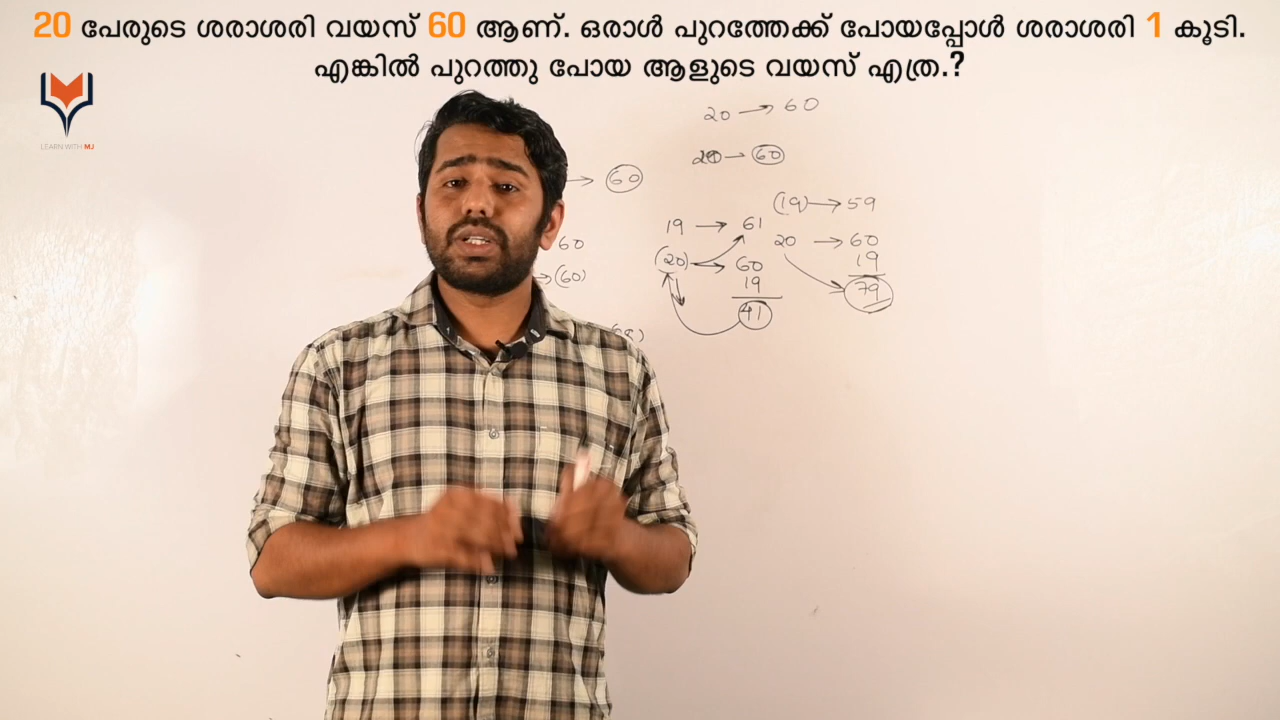 20 പേരുടെ ശരാശരി വയസ് 60 ആണ്. ഒരാൾ പുറത്തേക്ക് പോയപ്പോൾ ശരാശരി 1 കൂടി.
എങ്കിൽ പുറത്തു പോയ ആളുടെ വയസ് എത്ര.?
LEARN WITH MJ
20 → 60
→ 60
→ 60
(19) → 59
19 → 61
20 → 60
60
(20) → 60
19
→ (60)
19
79
41